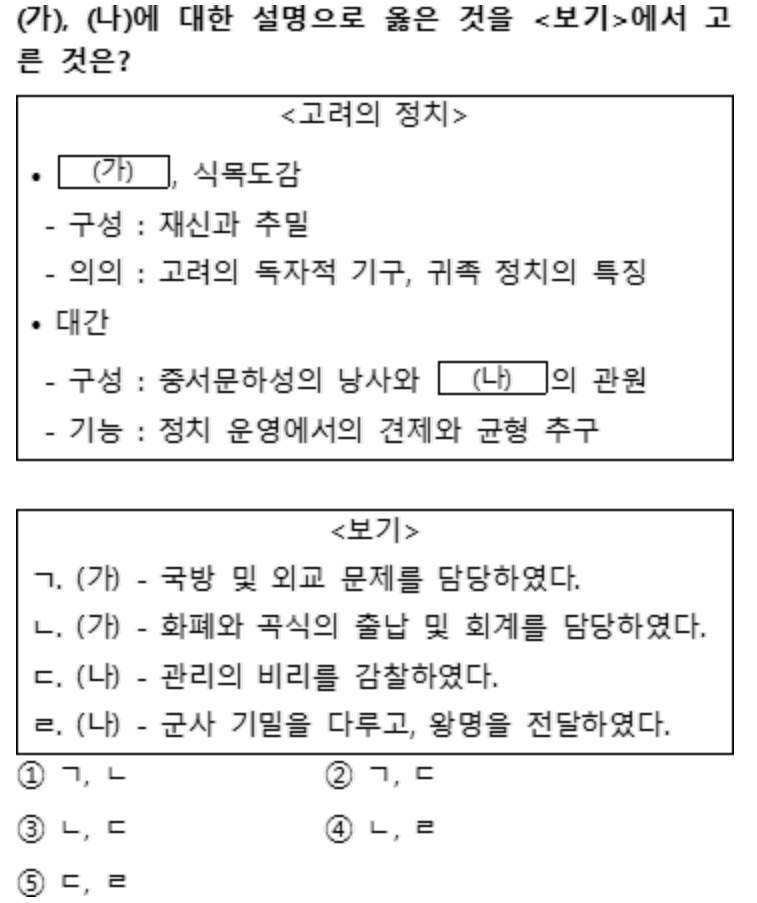 (가), (나)에 대한 설명으로 옳은 것을 <보기>에서 고
른 것은?
<고려의 정치>
• (가), 식목도감
- 구성 : 재신과 추밀
- 의의 : 고려의 독자적 기구, 귀족 정치의 특징
• 대간
- 구성 : 중서문하성의 낭사와 (나)의 관원
- 기능 : 정치 운영에서의 견제와 균형 추구
<보기>
ㄱ. (가) - 국방 및 외교 문제를 담당하였다.
ㄴ. (가) - 화폐와 곡식의 출납 및 회계를 담당하였다.
ㄷ. (나) - 관리의 비리를 감찰하였다.
ㄹ. (나) - 군사 기밀을 다루고, 왕명을 전달하였다.
① ㄱ, ㄴ ② ㄱ, ㄷ
③ ㄴ, ㄷ ④ ㄴ, ㄹ
⑤ ㄷ, ㄹ